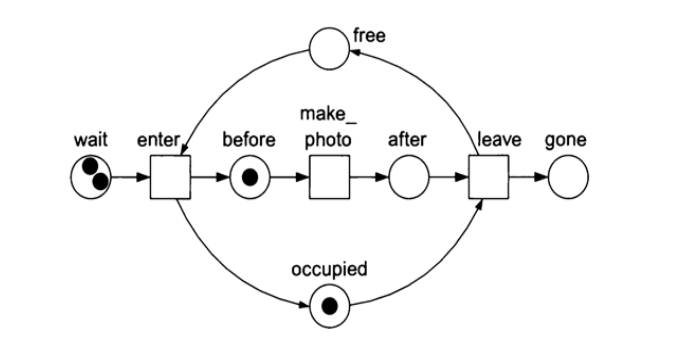 free
make_
wait enter before photo after leave gone
occupied